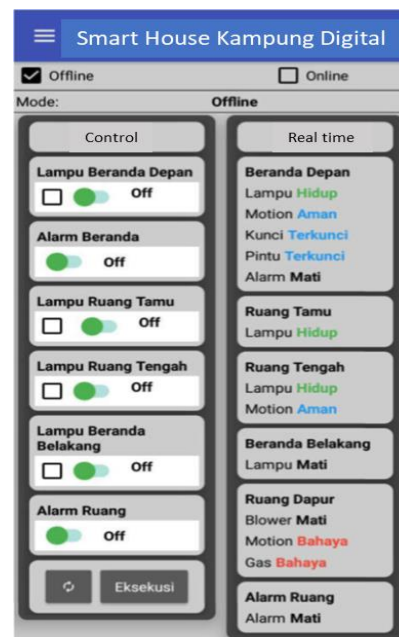 Smart House Kampung Digital
Offline
Online
Mode:
Offline
Control
Lampu Beranda Depan
Off
Alarm Beranda
Off
Lampu Ruang Tamu
Off
Lampu Ruang Tengah
Off
Lampu Beranda
Belakang
Off
Alarm Ruang
Off
Eksekusi
Real time
Beranda Depan
Lampu Hidup
Motion Aman
Kunci Terkunci
Pintu Terkunci
Alarm Mati
Ruang Tamu
Lampu Hidup
Ruang Tengah
Lampu Hidup
Motion Aman
Beranda Belakang
Lampu Mati
Ruang Dapur
Blower Mati
Motion Bahaya
Gas Bahaya
Alarm Ruang
Alarm Mati